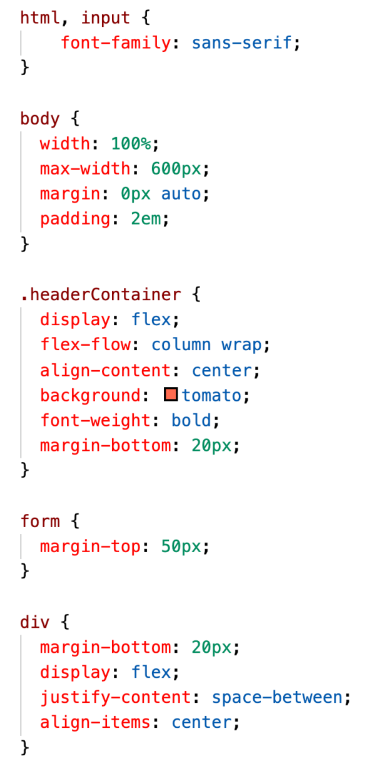 html, input {
    font-family: sans-serif;
}

body {
  width: 100%;
  max-width: 600px;
  margin: 0px auto;
  padding: 2em;
}

.headerContainer {
  display: flex;
  flex-flow: column wrap;
  align-content: center;
  background: tomato;
  font-weight: bold;
  margin-bottom: 20px;
}

form {
  margin-top: 50px;
}

div {
  margin-bottom: 20px;
  display: flex;
  justify-content: space-between;
  align-items: center;
}